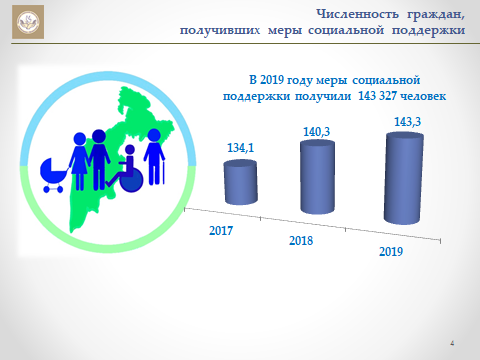 Численность граждан,
получивших меры социальной поддержки
В 2019 году меры социальной
поддержки получили 143 327 человек
134,1
140,3
143,3
2017
2018
2019
4